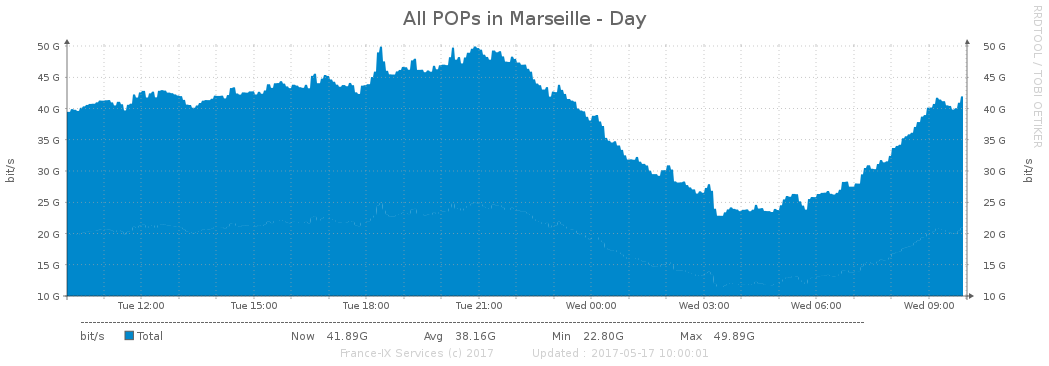 All POPs in Marseille - Day
RRDTOOL / TOBI OETIKER
bit/s
50 G 50 G
45 G 45 G
40 G 40 G
35 G 35 G
30 G 30 G
25 G 25 G
20 G 20 G
15 G 15 G
10 G 10 G
bit/s
Tue 12:00 Tue 15:00 Tue 18:00 Tue 21:00 Wed 00:00 Wed 03:00 Wed 06:00 Wed 09:00
bit/s Total Now 41.89G Avg 38.16G Min 22.80G Max 49.89G
France-IX Services (c) 2017 Updated : 2017-05-17 10:00:01